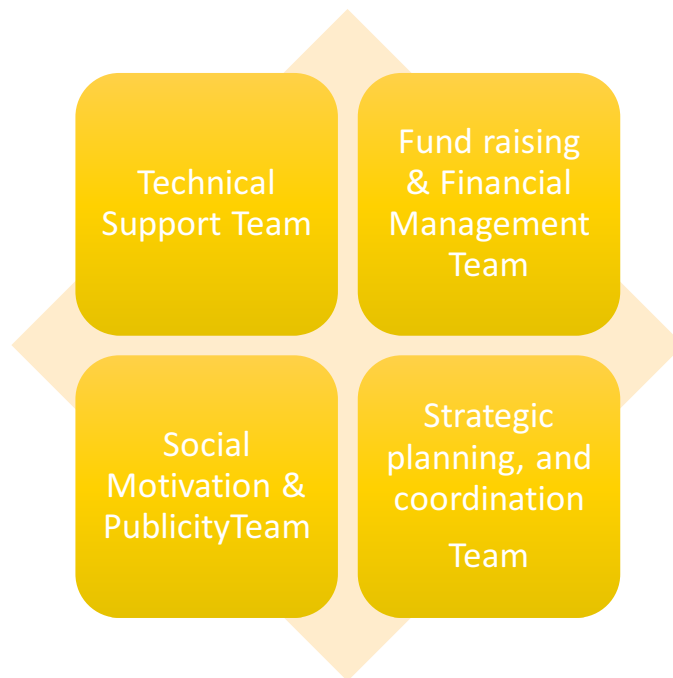 Technical
Support Team
Fund raising
& Financial
Management
Team
Social
Motivation &
PublicityTeam
Strategic
planning, and
coordination
Team